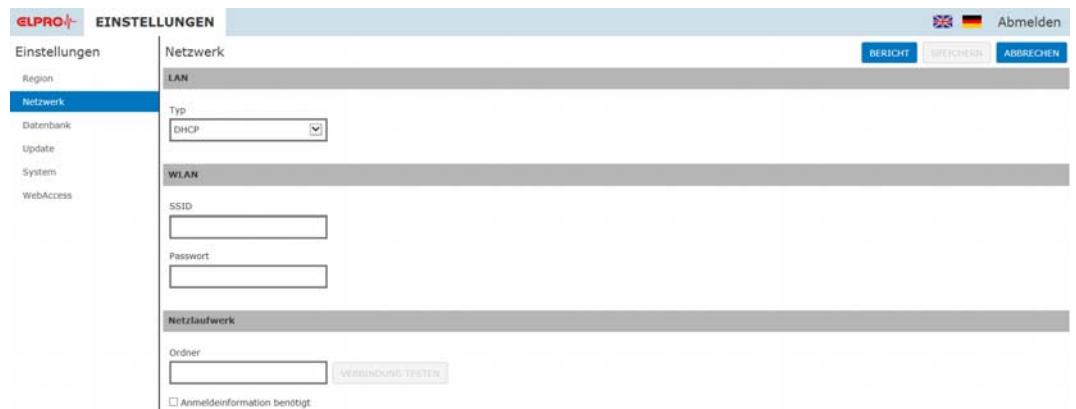 ELPRO EINSTELLUNGEN Abmelden
Einstellungen
Region
Netzwerk
Datenbank
Update
System
WebAccess
Netzwerk
BERICHT SPEICHERN ABBRECHEN
LAN
Typ
DHCP
WLAN
SSID
Passwort
Netzlaufwerk
Ordner
VERBINDUNG TESTEN
Anmeldeinformation benötigt